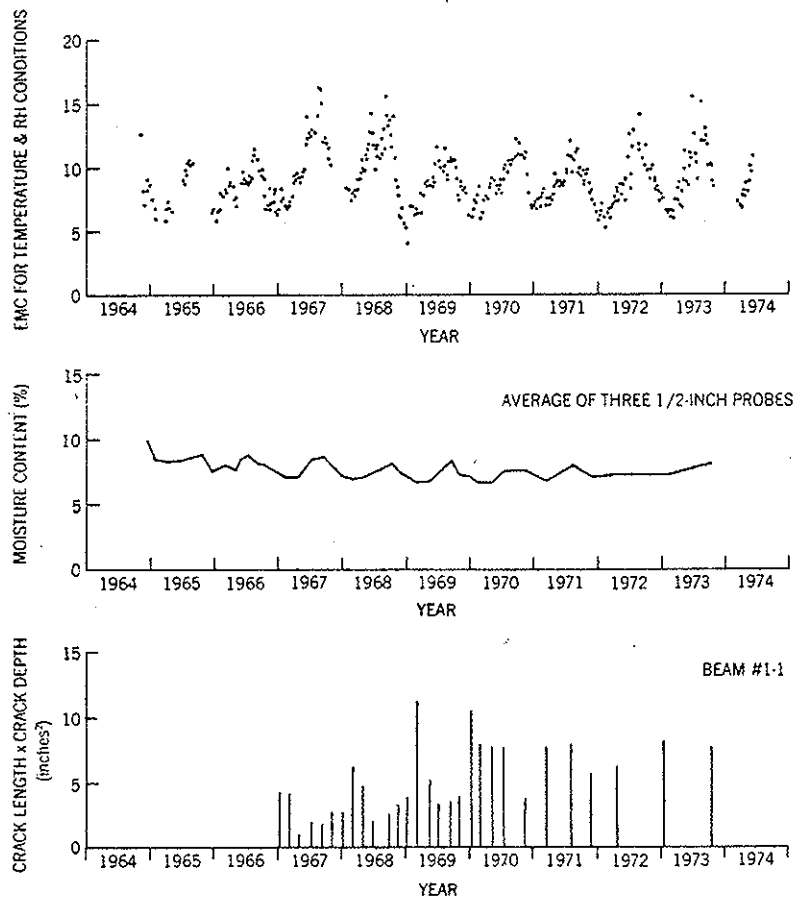 EMC FOR TEMPERATURE & RH CONDITIONS
20
15
10
5
0
1964 1965 1966 1967 1968 1969 1970 1971 1972 1973 1974
YEAR
MOISTURE CONTENT (%)
15
10
5
0
AVERAGE OF THREE 1/2-INCH PROBES
1964 1965 1966 1967 1968 1969 1970 1971 1972 1973 1974
YEAR
CRACK LENGTH x CRACK DEPTH
(inches²)
15
10
5
0
BEAM #1-1
1964 1965 1966 1967 1968 1969 1970 1971 1972 1973 1974
YEAR